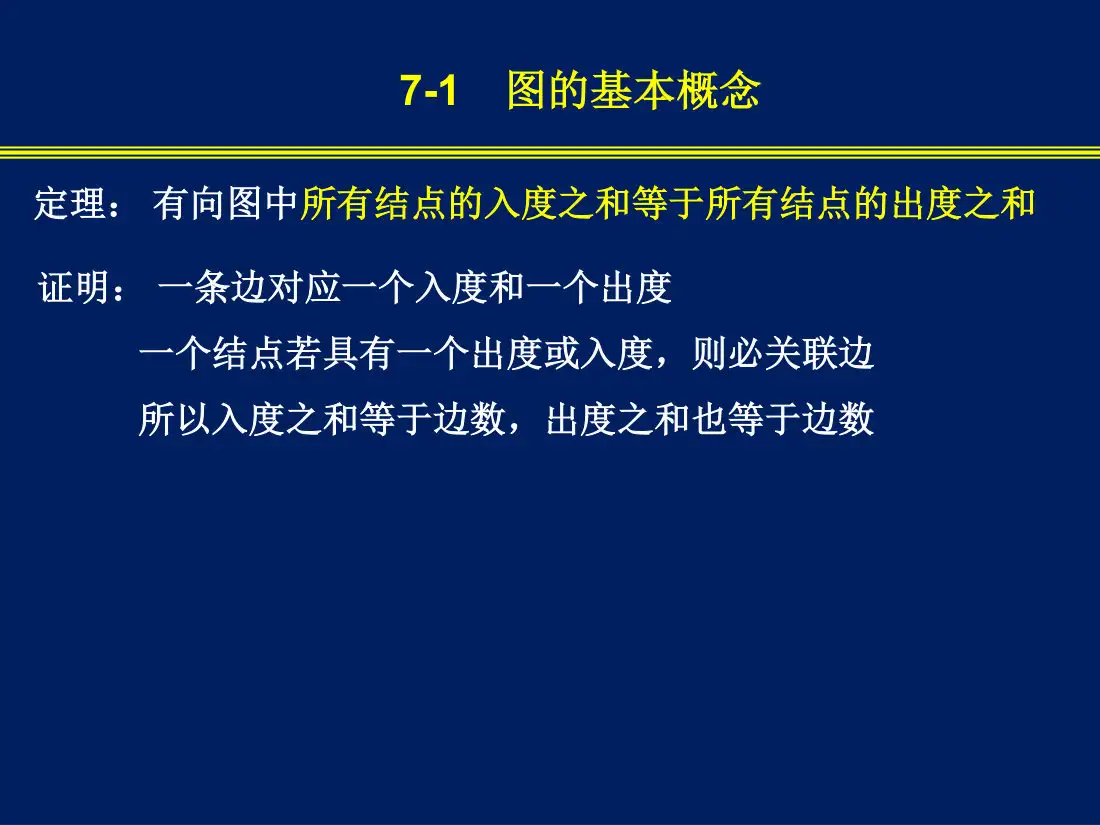 7-1 图的基本概念
定理： 有向图中所有结点的入度之和等于所有结点的出度之和
证明： 一条边对应一个入度和一个出度
一个结点若具有一个出度或入度，则必关联边
所以入度之和等于边数，出度之和也等于边数